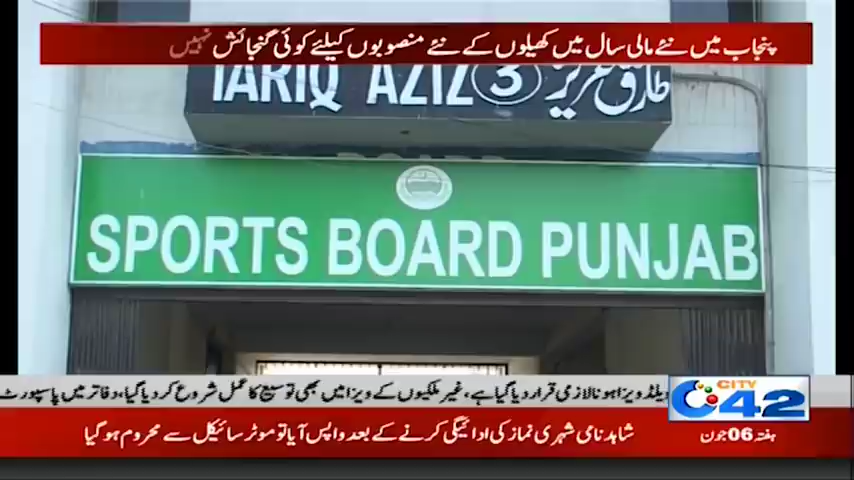 پنجاب میں نئے مالی سال میں کھیلوں کے نئے منصوبوں کیلئے کوئی گنجائش نہیں
TARIQ AZIZ 3 طارق عزیز
SPORTS BOARD PUNJAB
ویلڈ ویزا ہونا لازمی قرار دیا گیا ہے، غیر ملکیوں کے ویزا میں بھی توسیع کا عمل شروع کر دیا گیا، دفاتر میں پاسپورٹ
CITY 42
شاہد نامی شہری نماز کی ادائیگی کرنے کے بعد واپس آیا تو موٹر سائیکل سے محروم ہو گیا
ہفتہ 06 جون